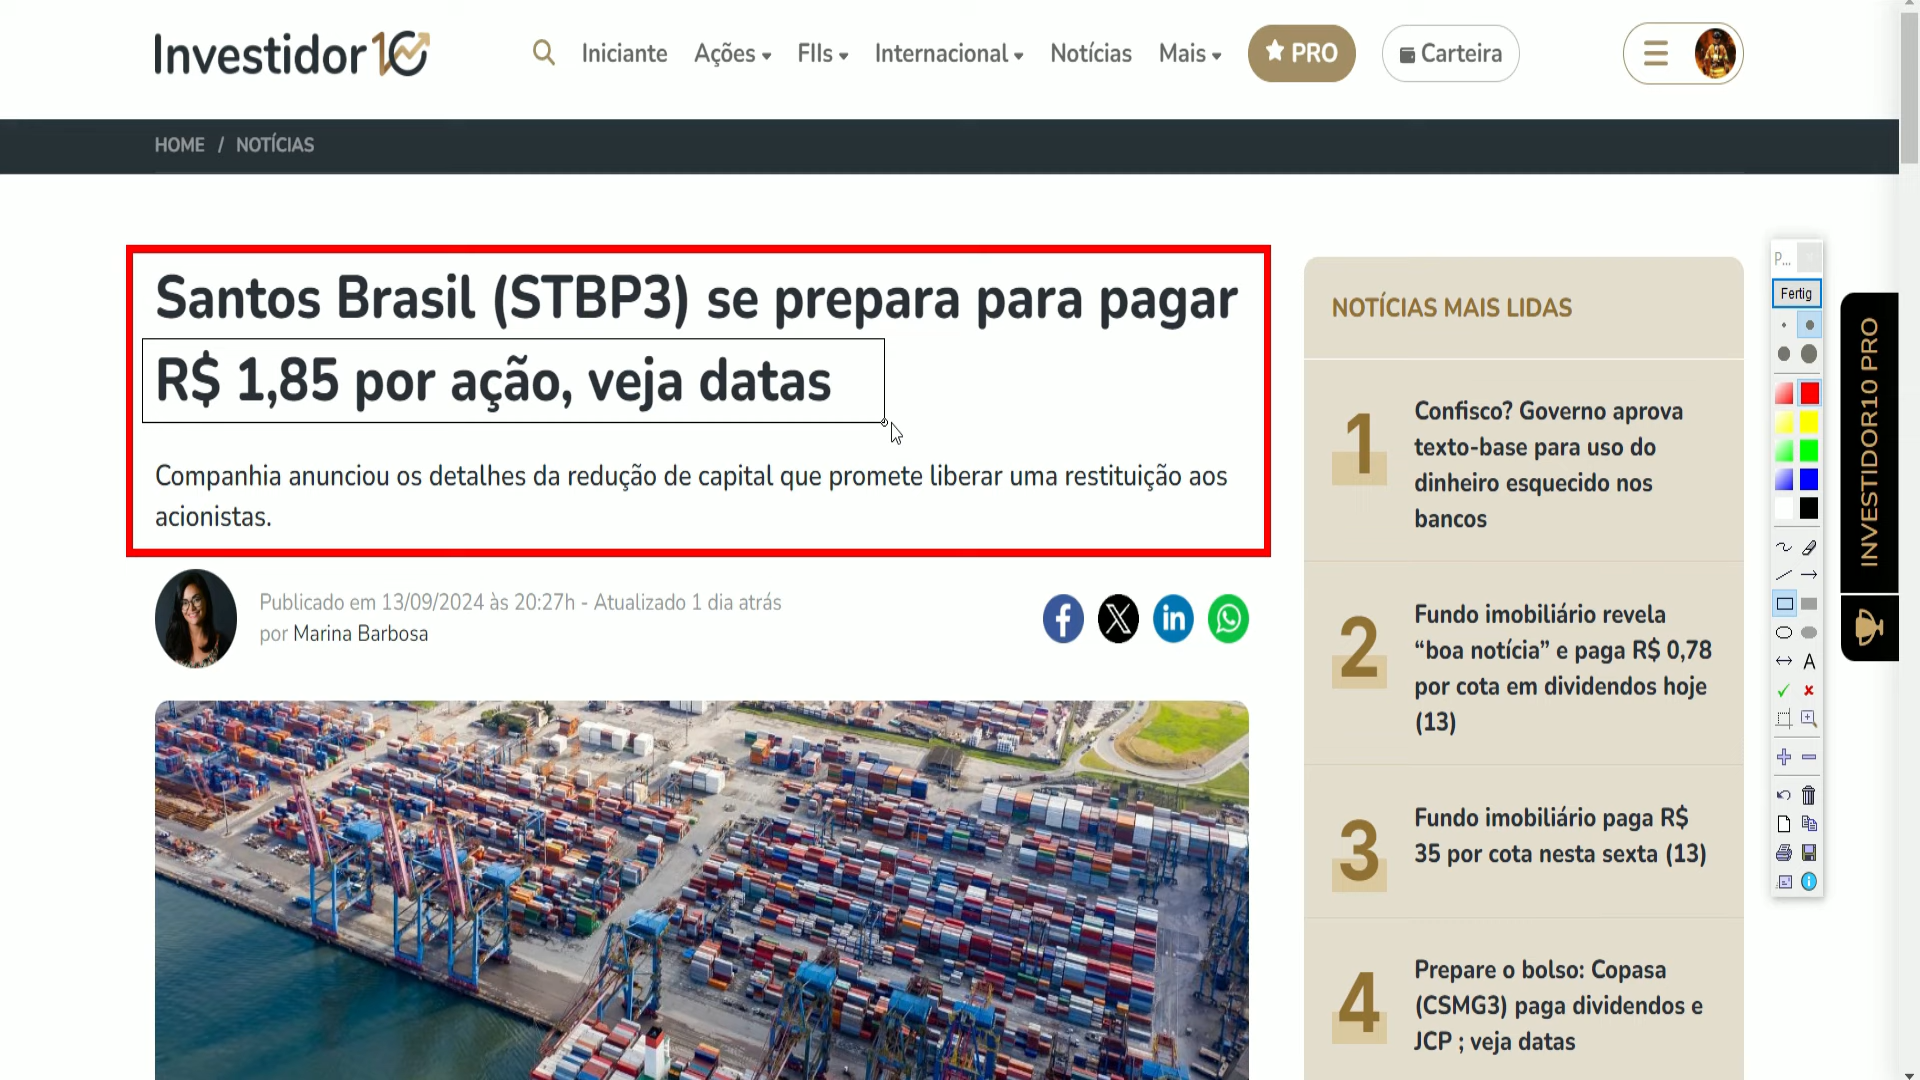 Investidor10
Iniciante
Ações
FIIs
Internacional
Notícias
Mais
PRO
Carteira
HOME / NOTÍCIAS
Santos Brasil (STBP3) se prepara para pagar
R$ 1,85 por ação, veja datas
Companhia anunciou os detalhes da redução de capital que promete liberar uma restituição aos
acionistas.
Publicado em 13/09/2024 às 20:27h - Atualizado 1 dia atrás
por Marina Barbosa
NOTÍCIAS MAIS LIDAS
1
Confisco? Governo aprova
texto-base para uso do
dinheiro esquecido nos
bancos
2
Fundo imobiliário revela
“boa notícia” e paga R$ 0,78
por cota em dividendos hoje
(13)
3
Fundo imobiliário paga R$
35 por cota nesta sexta (13)
4
Prepare o bolso: Copasa
(CSMG3) paga dividendos e
JCP ; veja datas
P...
Fertig
A
INVESTIDOR10 PRO